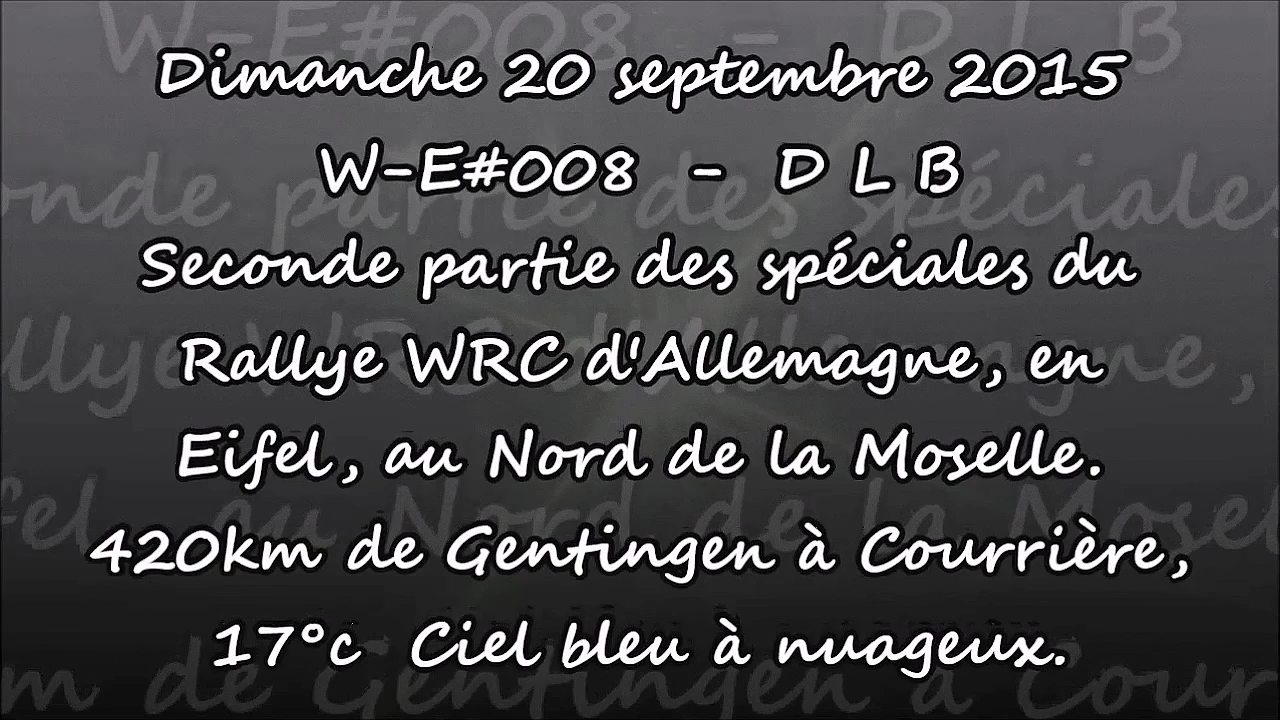 Dimanche 20 septembre 2015
W-E#008 - D L B
Seconde partie des spéciales du
Rallye WRC d'Allemagne, en
Eifel, au Nord de la Moselle.
420km de Gentingen à Courrière,
17°c Ciel bleu à nuageux.